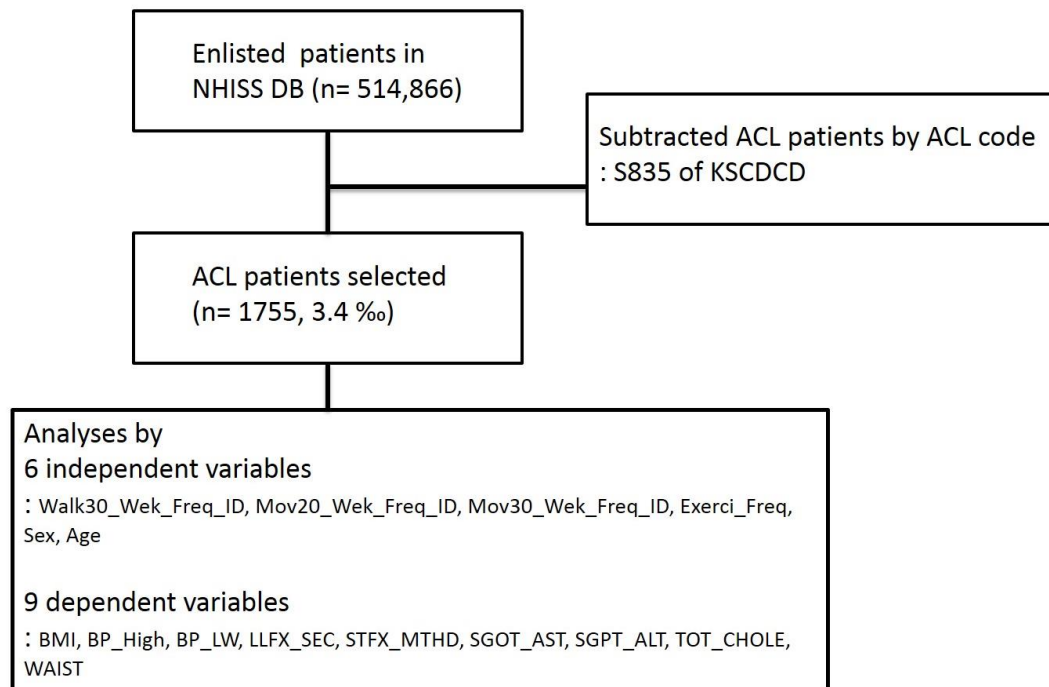 Enlisted  patients in
NHISS DB (n= 514,866)
Subtracted ACL patients by ACL code
: S835 of KSCDCD
ACL patients selected
(n= 1755, 3.4 ‰)
Analyses by
6 independent variables
: Walk30_Wek_Freq_ID, Mov20_Wek_Freq_ID, Mov30_Wek_Freq_ID, Exerci_Freq,
Sex, Age
9 dependent variables
: BMI, BP_High, BP_LW, LLFX_SEC, STFX_MTHD, SGOT_AST, SGPT_ALT, TOT_CHOLE,
WAIST